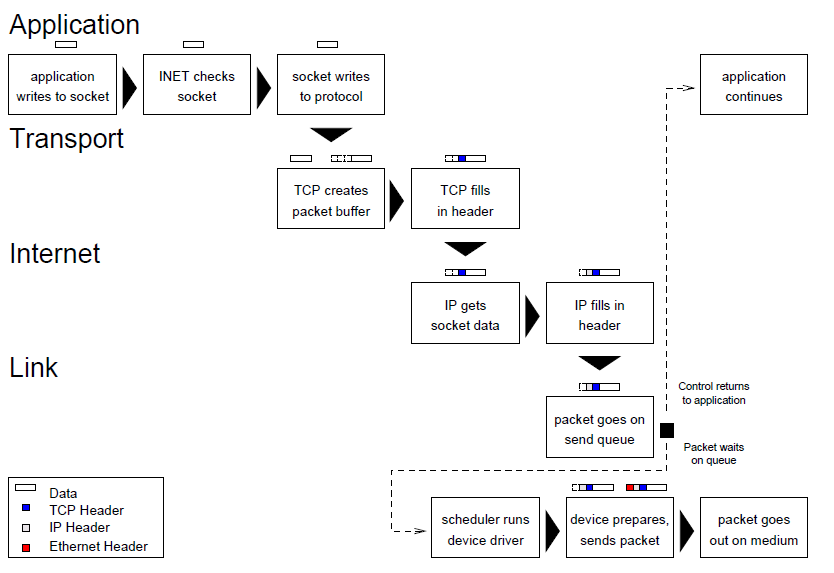 Application
application
writes to socket
INET checks
socket
socket writes
to protocol
application
continues
Transport
TCP creates
packet buffer
TCP fills
in header
Internet
IP gets
socket data
IP fills in
header
Link
packet goes on
send queue
Control returns
to application
Packet waits
on queue
scheduler runs
device driver
device prepares,
sends packet
packet goes
out on medium
Data
TCP Header
IP Header
Ethernet Header